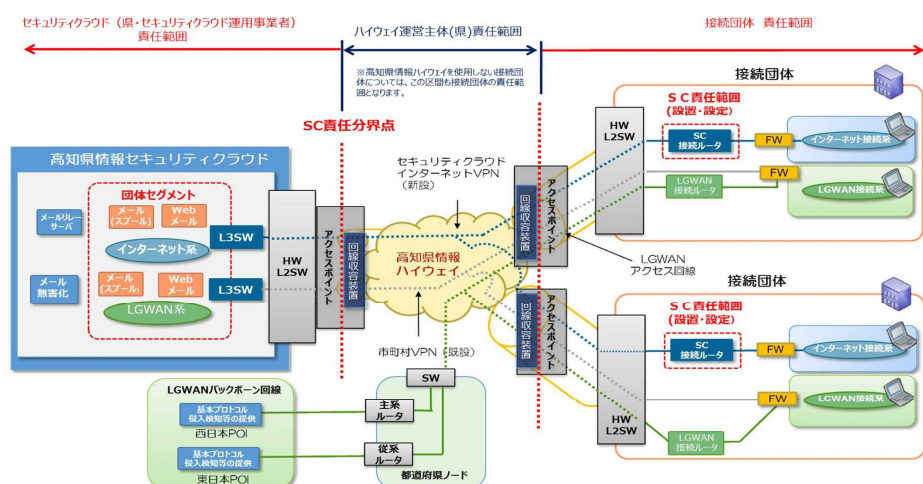 セキュリティクラウド（県・セキュリティクラウド運用事業者）
責任範囲
ハイウェイ運営主体(県)責任範囲
接続団体 責任範囲
※高知県情報ハイウェイを使用しない接続団
体については、この区間も接続団体の責任範
囲となります。
SC責任分界点
高知県情報セキュリティクラウド
団体セグメント
メールリレー
サーバ
メール
(スプール)
Web
メール
L3SW
インターネット系
メール
無害化
メール
(スプール)
Web
メール
L3SW
LGWAN系
HW
L2SW
アクセスポイント
回線収容装置
セキュリティクラウド
インターネットVPN
（新設）
高知県情報
ハイウェイ
市町村VPN（既設）
回線収容装置
アクセスポイント
回線収容装置
アクセスポイント
LGWAN
アクセス回線
接続団体
HW
L2SW
ＳＣ責任範囲
(設置・設定)
SC
接続ルータ
FW
インターネット接続系
LGWAN
接続ルータ
FW
LGWAN接続系
接続団体
HW
L2SW
ＳＣ責任範囲
(設置・設定)
SC
接続ルータ
FW
インターネット接続系
FW
LGWAN接続系
LGWAN
接続ルータ
LGWANバックボーン回線
基本プロトコル
侵入検知等の提供
西日本POI
基本プロトコル
侵入検知等の提供
東日本POI
SW
主系
ルータ
従系
ルータ
都道府県ノード